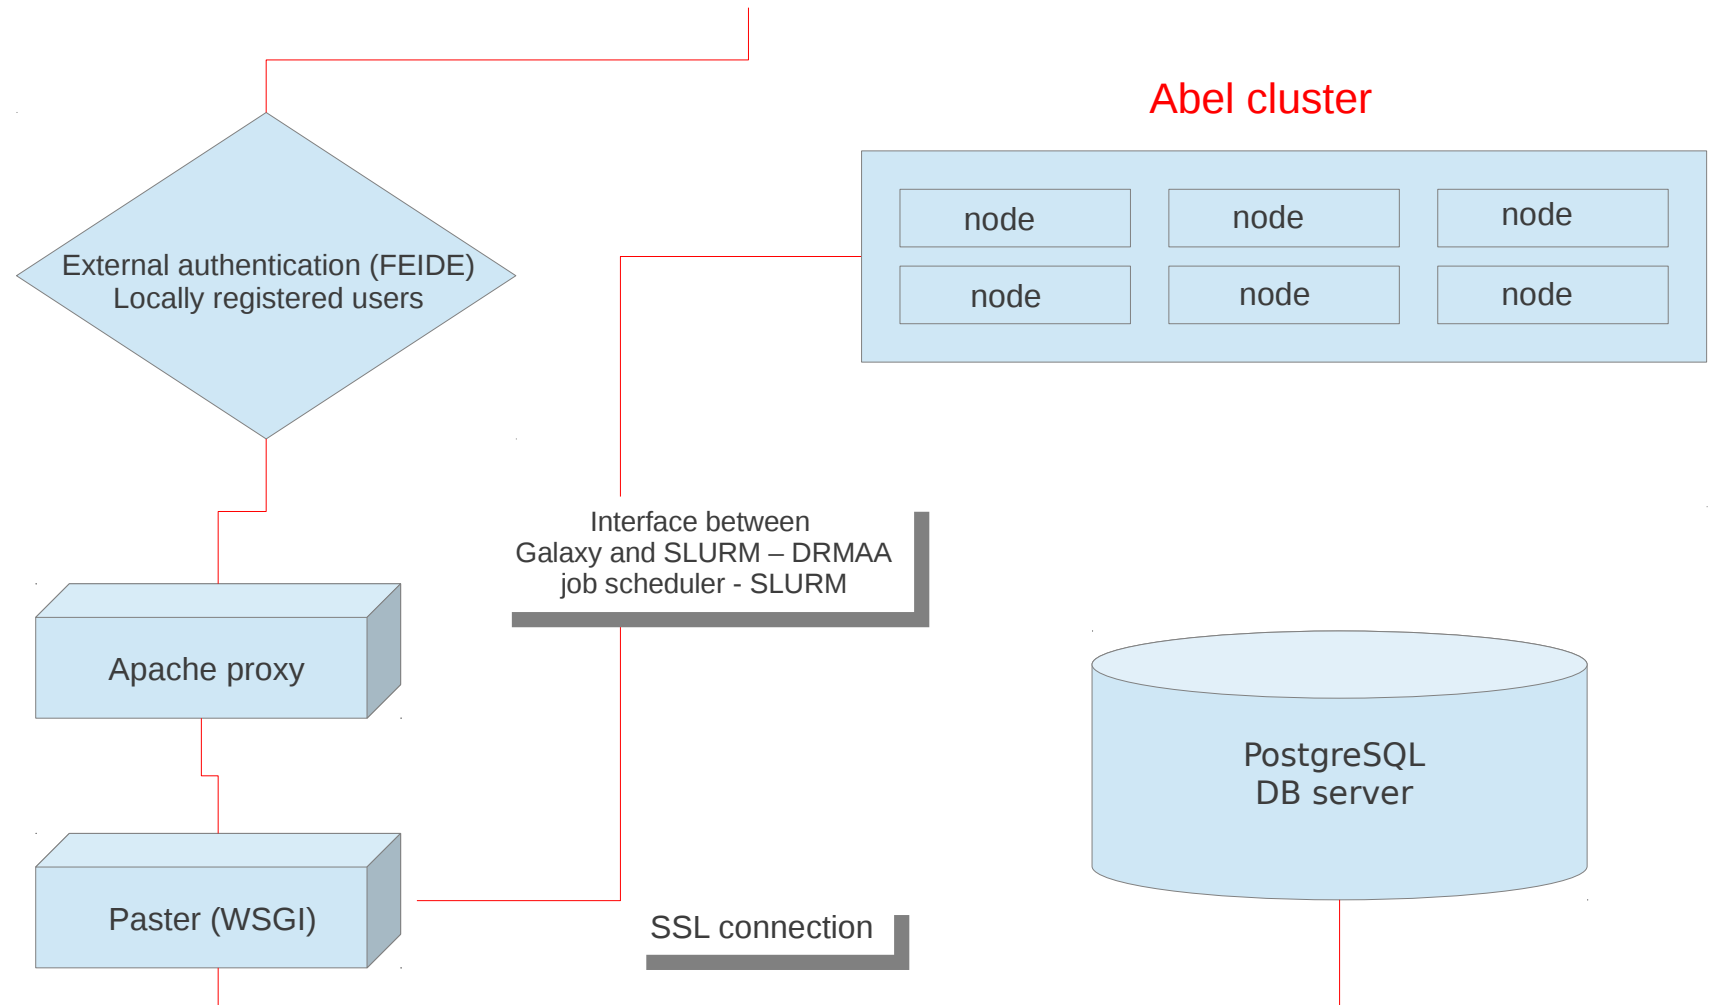 Abel cluster
node
node
node
node
node
node
External authentication (FEIDE)
Locally registered users
Interface between
Galaxy and SLURM – DRMAA
job scheduler - SLURM
Apache proxy
PostgreSQL
DB server
Paster (WSGI)
SSL connection